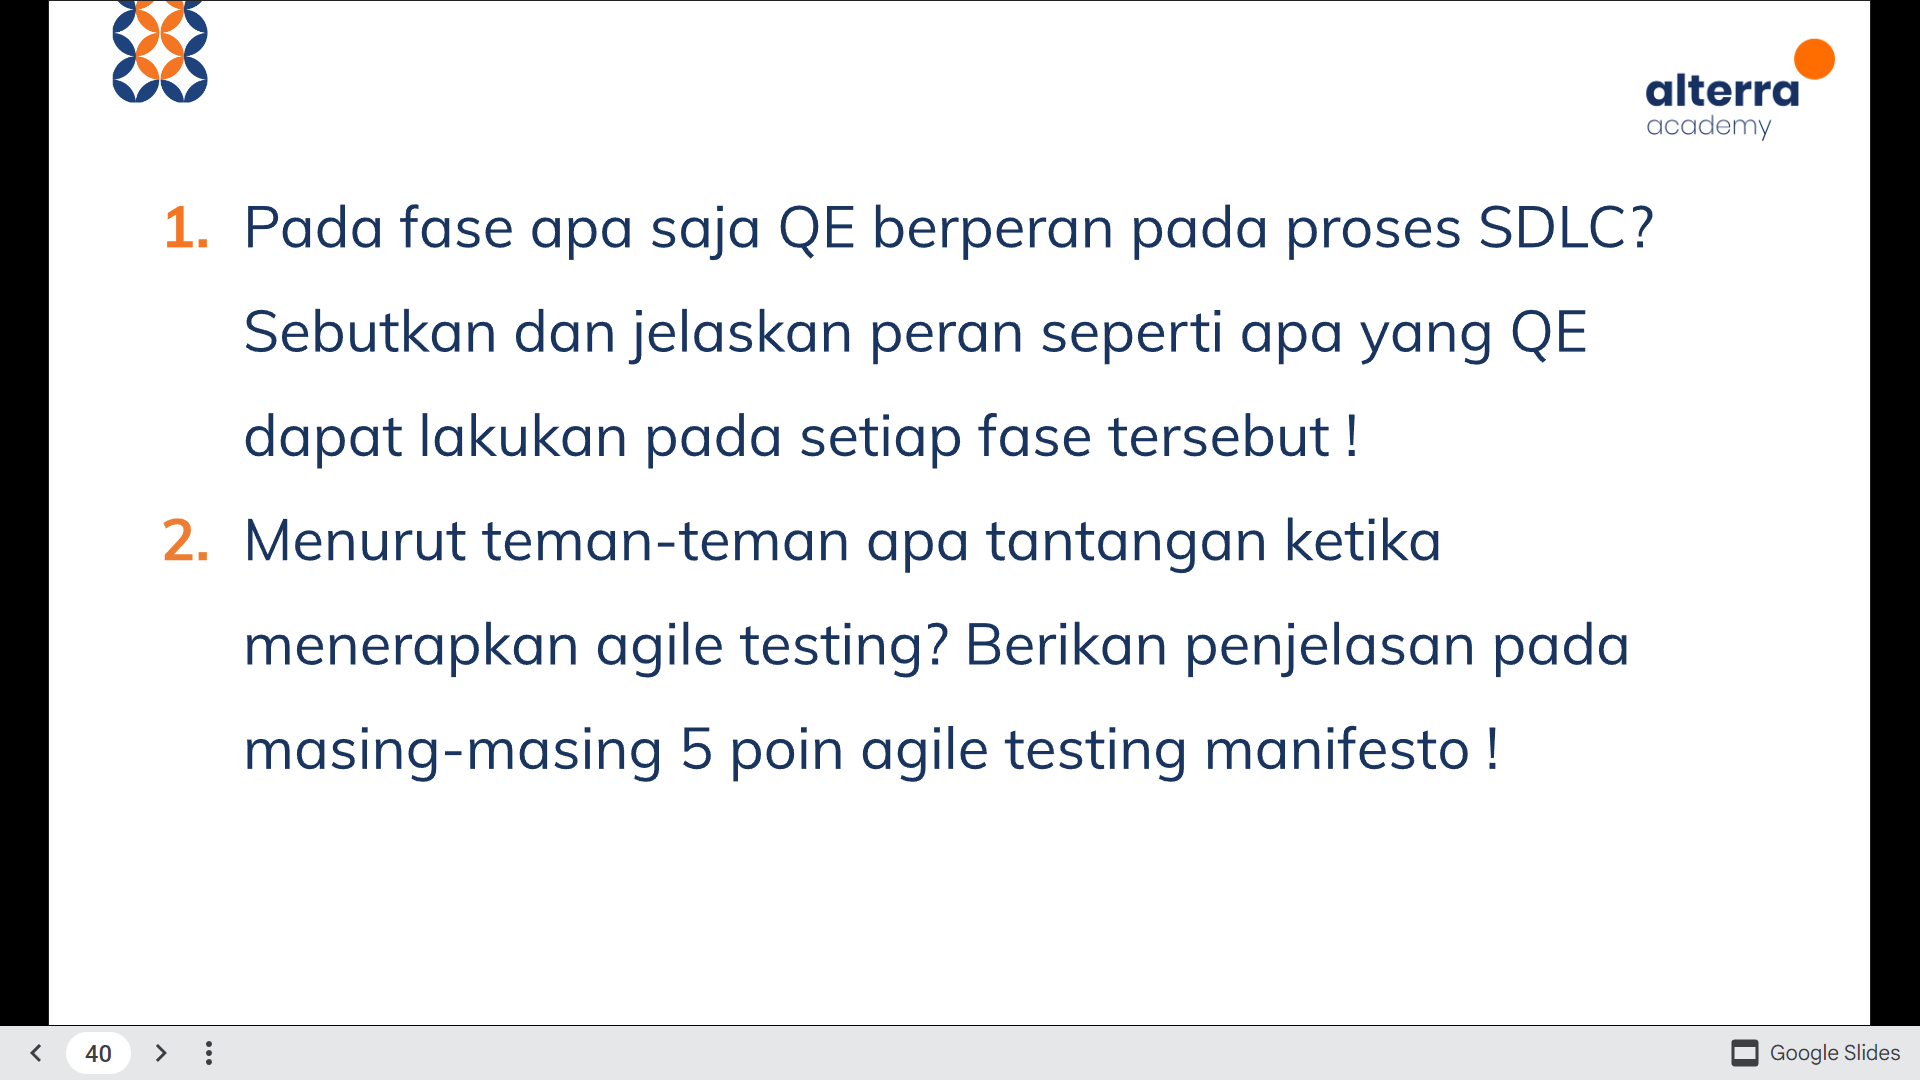 alterra
academy
1. Pada fase apa saja QE berperan pada proses SDLC?
Sebutkan dan jelaskan peran seperti apa yang QE
dapat lakukan pada setiap fase tersebut !
2. Menurut teman-teman apa tantangan ketika
menerapkan agile testing? Berikan penjelasan pada
masing-masing 5 poin agile testing manifesto !
40
Google Slides